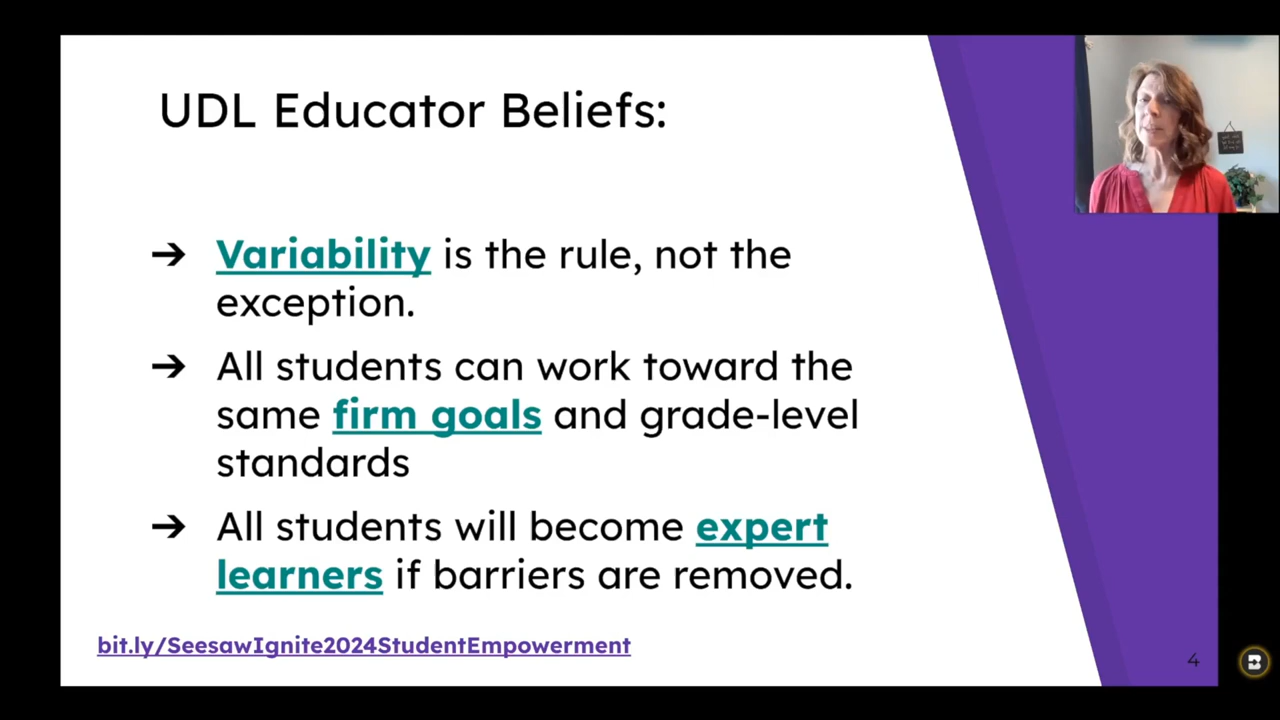 UDL Educator Beliefs:
➔ Variability is the rule, not the
exception.
➔ All students can work toward the
same firm goals and grade-level
standards
➔ All students will become expert
learners if barriers are removed.
bit.ly/SeesawIgnite2024StudentEmpowerment
4
B